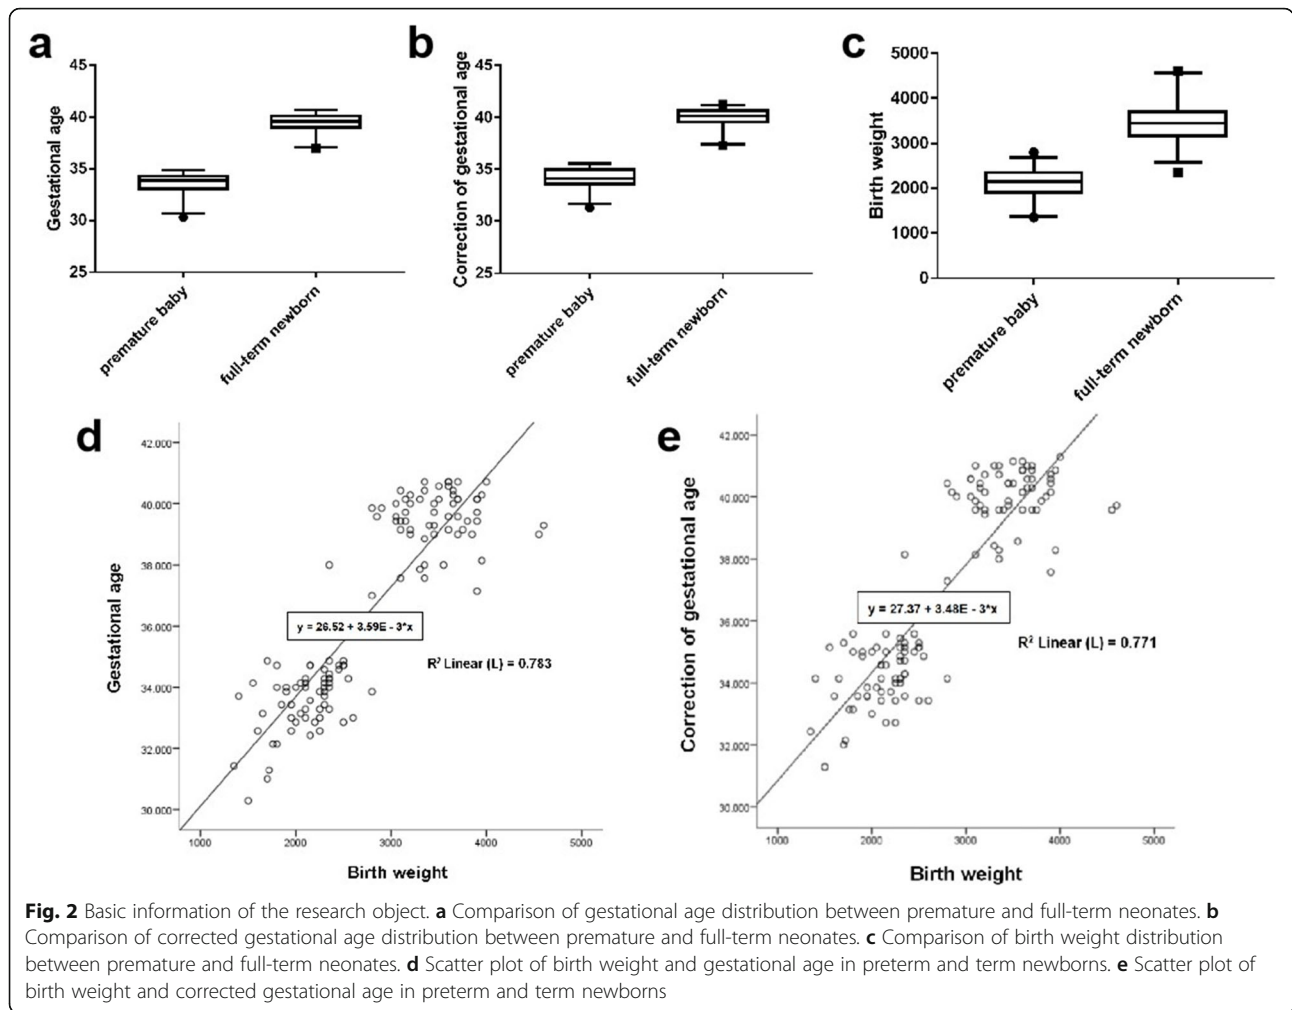 a
45
40
35
30
25
Gestational age
premature baby
full-term newborn
b
45
40
35
30
25
Correction of gestational age
premature baby
full-term newborn
c
5000
4000
3000
2000
1000
0
Birth weight
premature baby
full-term newborn
d
42.000
40.000
38.000
36.000
34.000
32.000
30.000
Gestational age
y = 26.52 + 3.59E - 3*x
R² Linear (L) = 0.783
1000 2000 3000 4000 5000
Birth weight
e
42.000
40.000
38.000
36.000
34.000
32.000
30.000
Correction of gestational age
y = 27.37 + 3.48E - 3*x
R² Linear (L) = 0.771
1000 2000 3000 4000 5000
Birth weight
Fig. 2 Basic information of the research object. a Comparison of gestational age distribution between premature and full-term neonates. b
Comparison of corrected gestational age distribution between premature and full-term neonates. c Comparison of birth weight distribution
between premature and full-term neonates. d Scatter plot of birth weight and gestational age in preterm and term newborns. e Scatter plot of
birth weight and corrected gestational age in preterm and term newborns